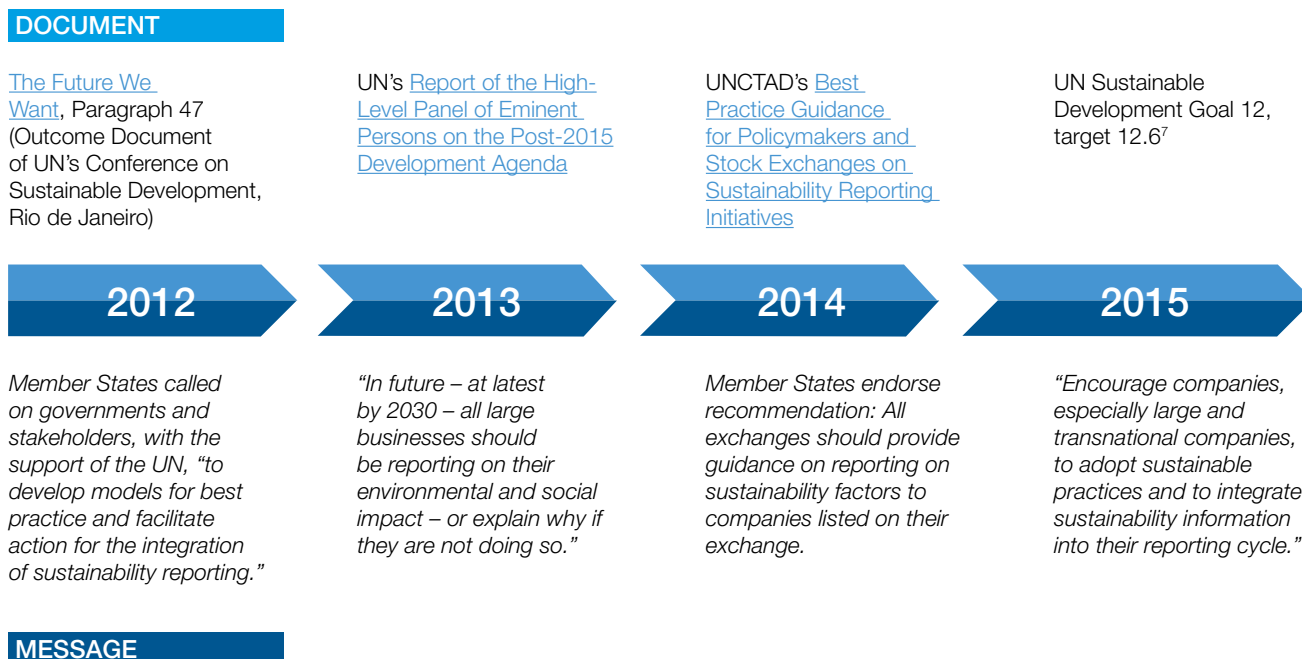 DOCUMENT
The Future We
Want, Paragraph 47
(Outcome Document
of UN’s Conference on
Sustainable Development,
Rio de Janeiro)
UN’s Report of the High-
Level Panel of Eminent
Persons on the Post-2015
Development Agenda
UNCTAD’s Best
Practice Guidance
for Policymakers and
Stock Exchanges on
Sustainability Reporting
Initiatives
UN Sustainable
Development Goal 12,
target 12.6⁷
2012
2013
2014
2015
Member States called
on governments and
stakeholders, with the
support of the UN, “to
develop models for best
practice and facilitate
action for the integration
of sustainability reporting.”
“In future – at latest
by 2030 – all large
businesses should
be reporting on their
environmental and social
impact – or explain why if
they are not doing so.”
Member States endorse
recommendation: All
exchanges should provide
guidance on reporting on
sustainability factors to
companies listed on their
exchange.
“Encourage companies,
especially large and
transnational companies,
to adopt sustainable
practices and to integrate
sustainability information
into their reporting cycle.”
MESSAGE